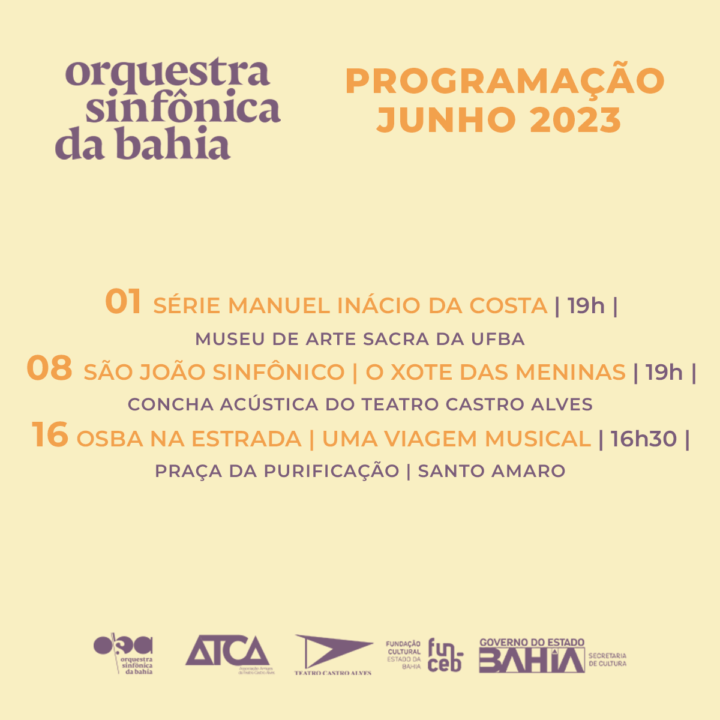 orquestra
sinfônica
da bahia
PROGRAMAÇÃO
JUNHO 2023
01 SÉRIE MANUEL INÁCIO DA COSTA | 19h |
MUSEU DE ARTE SACRA DA UFBA
08 SÃO JOÃO SINFÔNICO | O XOTE DAS MENINAS | 19h |
CONCHA ACÚSTICA DO TEATRO CASTRO ALVES
16 OSBA NA ESTRADA | UMA VIAGEM MUSICAL | 16h30 |
PRAÇA DA PURIFICAÇÃO | SANTO AMARO
orquestra
sinfônica
da bahia
ATCA
TEATRO CASTRO ALVES
FUNDAÇÃO
CULTURAL
ESTADO DA
BAHIA
fun-
ceb
GOVERNO DO ESTADO
BAHIA
SECRETARIA
DE CULTURA